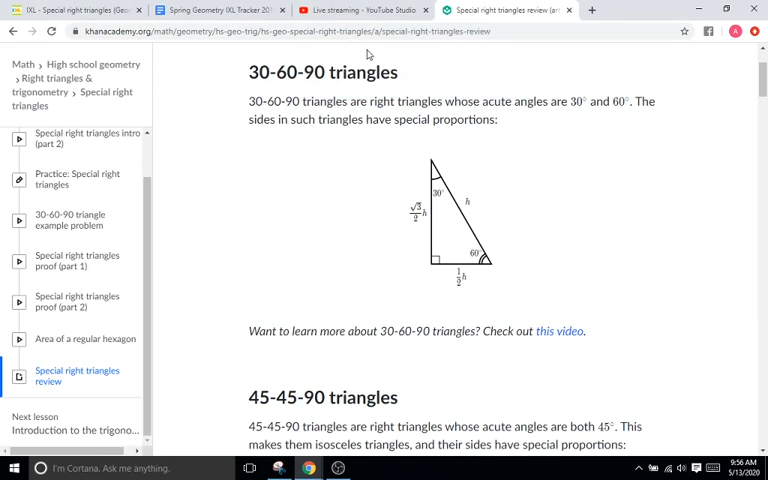 IXL - Special right triangles (Geo
Spring Geometry IXL Tracker 201
Live streaming - YouTube Studio
Special right triangles review (art
khanacademy.org/math/geometry/hs-geo-trig/hs-geo-special-right-triangles/a/special-right-triangles-review
A
Math > High school geometry
> Right triangles &
trigonometry > Special right
triangles
Special right triangles intro
(part 2)
Practice: Special right
triangles
30-60-90 triangle
example problem
Special right triangles
proof (part 1)
Special right triangles
proof (part 2)
Area of a regular hexagon
Special right triangles
review
Next lesson
Introduction to the trigono...
30-60-90 triangles
30-60-90 triangles are right triangles whose acute angles are 30° and 60°. The
sides in such triangles have special proportions:
30°
h
√3/2 h
60°
1/2 h
Want to learn more about 30-60-90 triangles? Check out this video.
45-45-90 triangles
45-45-90 triangles are right triangles whose acute angles are both 45°. This
makes them isosceles triangles, and their sides have special proportions:
I'm Cortana. Ask me anything.
9:56 AM
5/13/2020